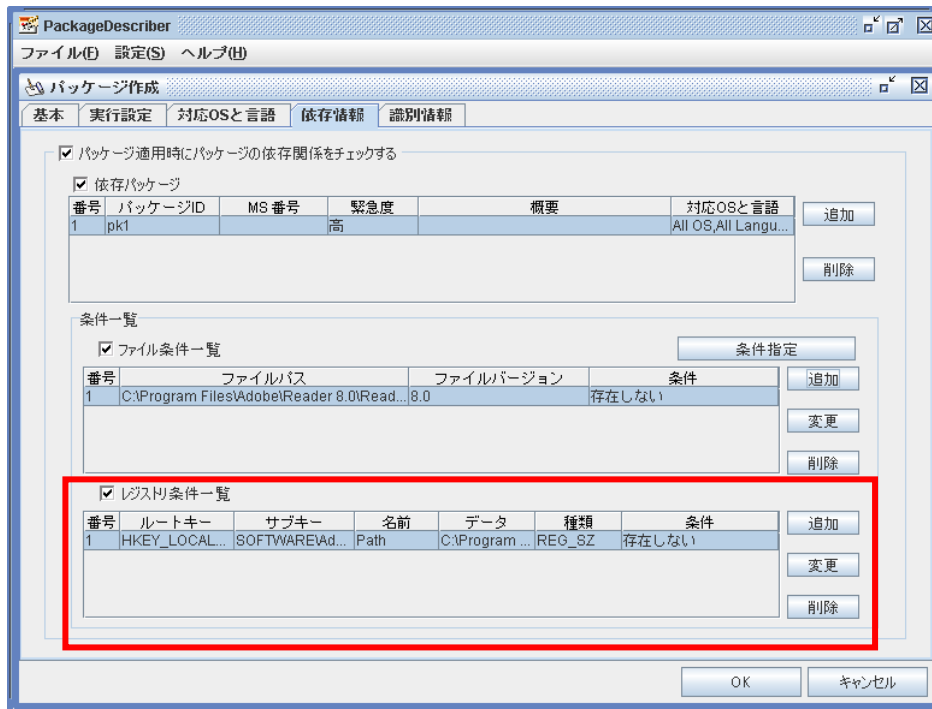 PackageDescriber
ファイル(F) 設定(S) ヘルプ(H)
パッケージ作成
基本 実行設定 対応OSと言語 依存情報 識別情報
パッケージ適用時にパッケージの依存関係をチェックする
依存パッケージ
番号 パッケージID MS 番号 緊急度 概要 対応OSと言語
1 pk1 高 All OS,All Langu...
追加
削除
条件一覧
ファイル条件一覧 条件指定
番号 ファイルパス ファイルバージョン 条件
1 C:\Program Files\Adobe\Reader 8.0\Read... 8.0 存在しない
追加
変更
削除
レジストリ条件一覧
番号 ルートキー サブキー 名前 データ 種類 条件
1 HKEY_LOCAL... SOFTWARE\Ad... Path C:\Program ... REG_SZ 存在しない
追加
変更
削除
OK キャンセル